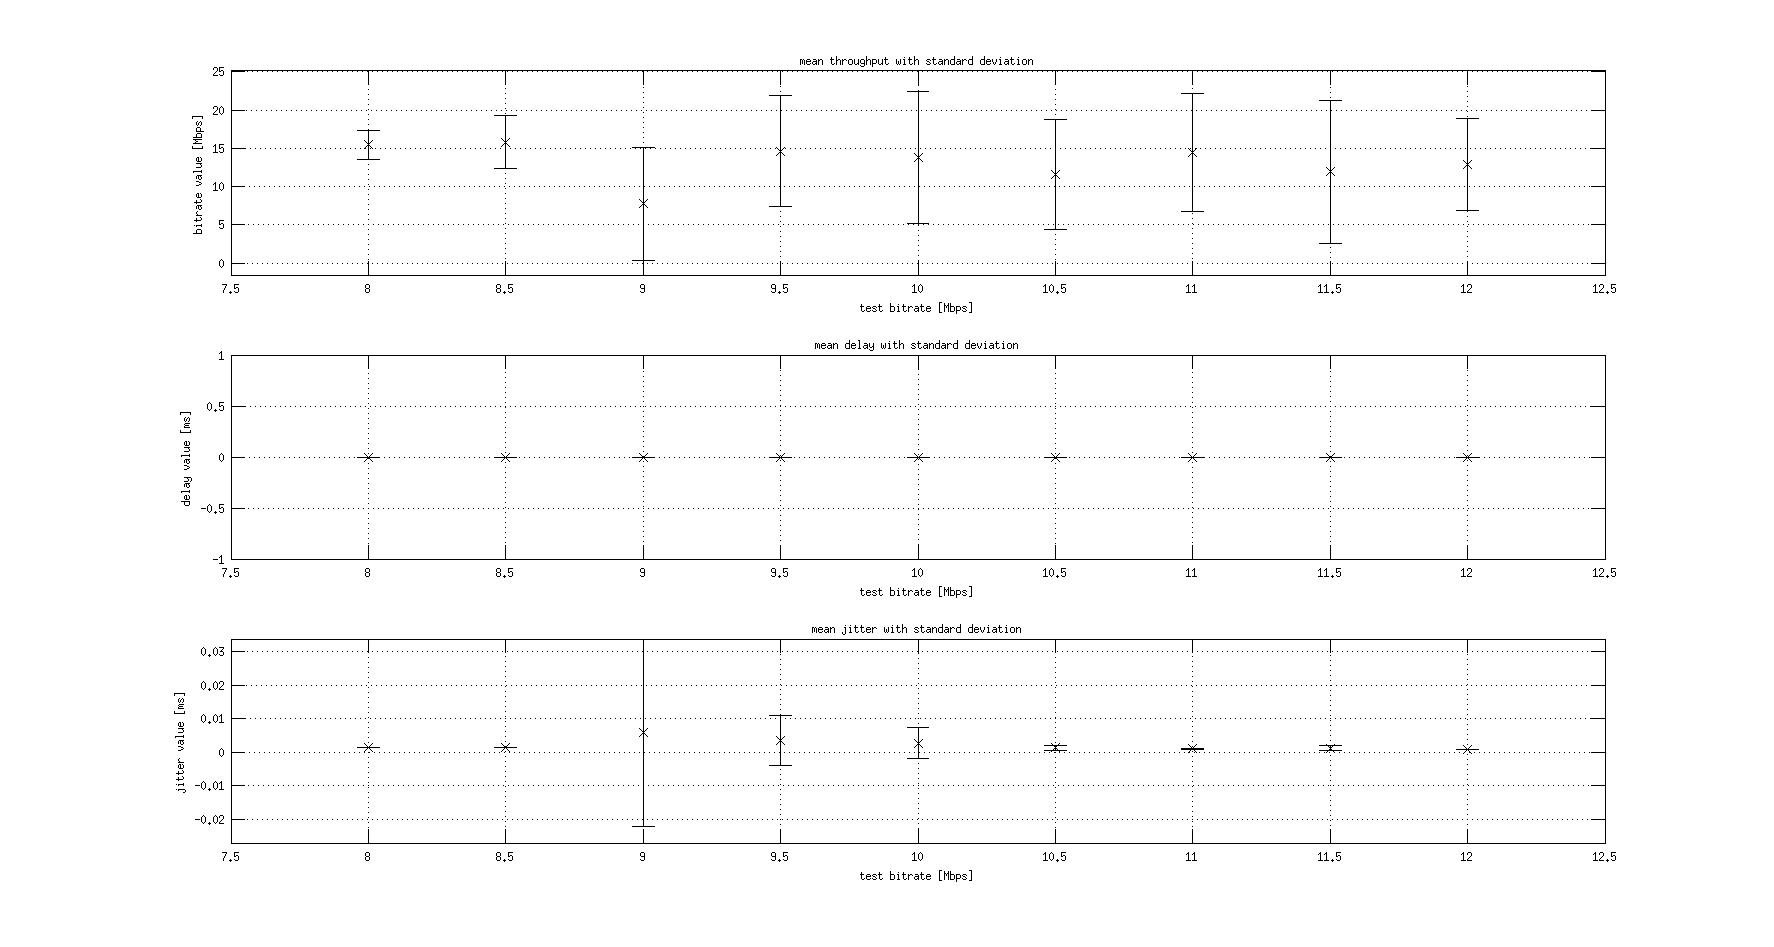 mean throughput with standard deviation
25
20
15
10
5
0
bitrate value [Mbps]
7.5 8 8.5 9 9.5 10 10.5 11 11.5 12 12.5
test bitrate [Mbps]
mean delay with standard deviation
1
0.5
0
-0.5
-1
delay value [ms]
7.5 8 8.5 9 9.5 10 10.5 11 11.5 12 12.5
test bitrate [Mbps]
mean jitter with standard deviation
0.03
0.02
0.01
0
-0.01
-0.02
jitter value [ms]
7.5 8 8.5 9 9.5 10 10.5 11 11.5 12 12.5
test bitrate [Mbps]